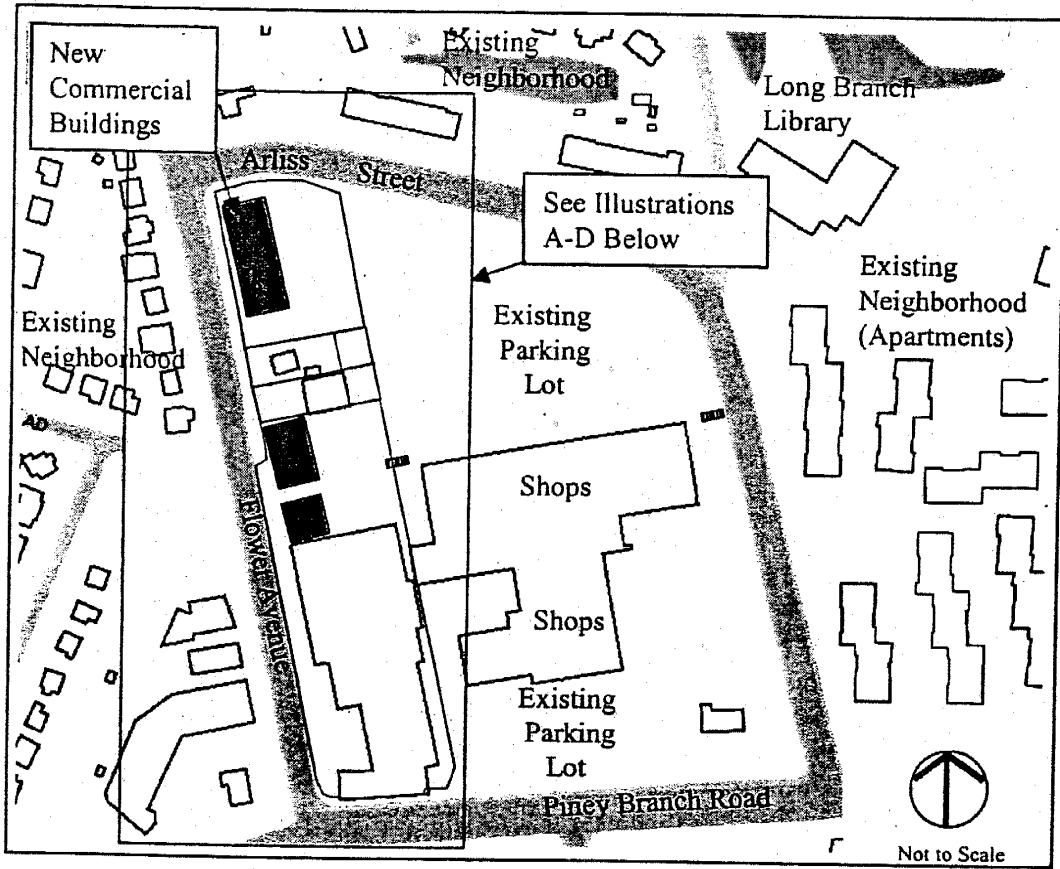 New
Commercial
Buildings
Existing
Neighborhood
Long Branch
Library
Arliss
Street
See Illustrations
A-D Below
Existing
Neighborhood
(Apartments)
Existing
Neighborhood
Existing
Parking
Lot
AD
Shops
Flower Avenue
Shops
Existing
Parking
Lot
Piney Branch Road
Not to Scale